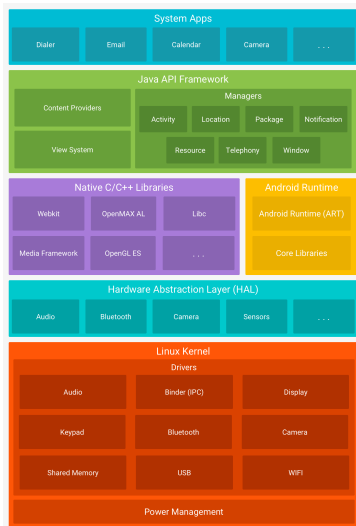 System Apps
Dialer
Email
Calendar
Camera
. . .
Java API Framework
Content Providers
View System
Managers
Activity
Location
Package
Notification
Resource
Telephony
Window
Native C/C++ Libraries
Webkit
OpenMAX AL
Libc
Media Framework
OpenGL ES
. . .
Android Runtime
Android Runtime (ART)
Core Libraries
Hardware Abstraction Layer (HAL)
Audio
Bluetooth
Camera
Sensors
. . .
Linux Kernel
Drivers
Audio
Binder (IPC)
Display
Keypad
Bluetooth
Camera
Shared Memory
USB
WIFI
Power Management